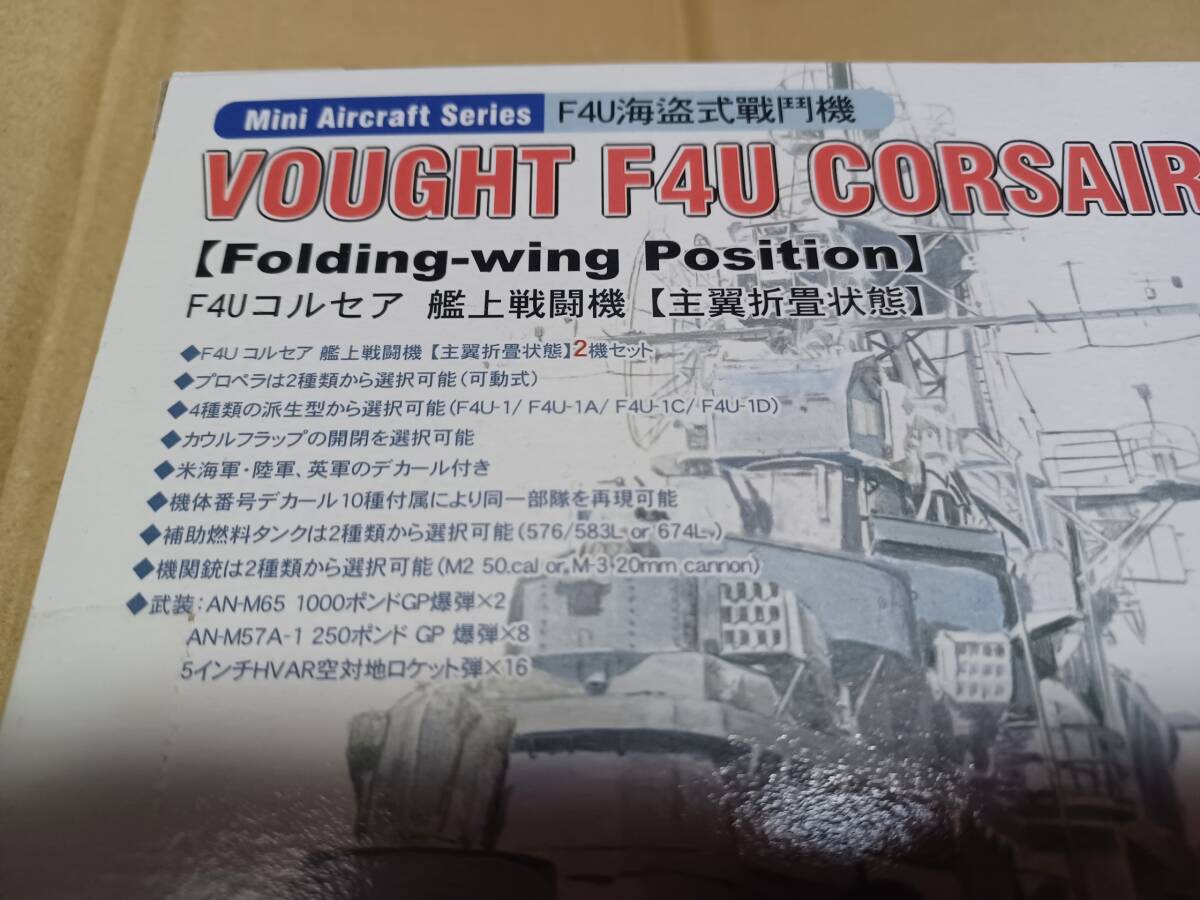 Mini Aircraft Series F4U海盜式戰鬥機
VOUGHT F4U CORSAIR
【Folding-wing Position】
F4Uコルセア 艦上戦闘機【主翼折畳状態】
◆F4U コルセア 艦上戦闘機【主翼折畳状態】2機セット
◆プロペラは2種類から選択可能(可動式)
◆4種類の派生型から選択可能(F4U-1/ F4U-1A/ F4U-1C/ F4U-1D)
◆カウルフラップの開閉を選択可能
◆米海軍・陸軍、英軍のデカール付き
◆機体番号デカール10種付属により同一部隊を再現可能
◆補助燃料タンクは2種類から選択可能(576/583L or 674L)
◆機関銃は2種類から選択可能(M2 50.cal or M-3 20mm cannon)
◆武装:AN-M65 1000ポンドGP爆弾×2
AN-M57A-1 250ポンド GP 爆弾×8
5インチHVAR空対地ロケット弾×16